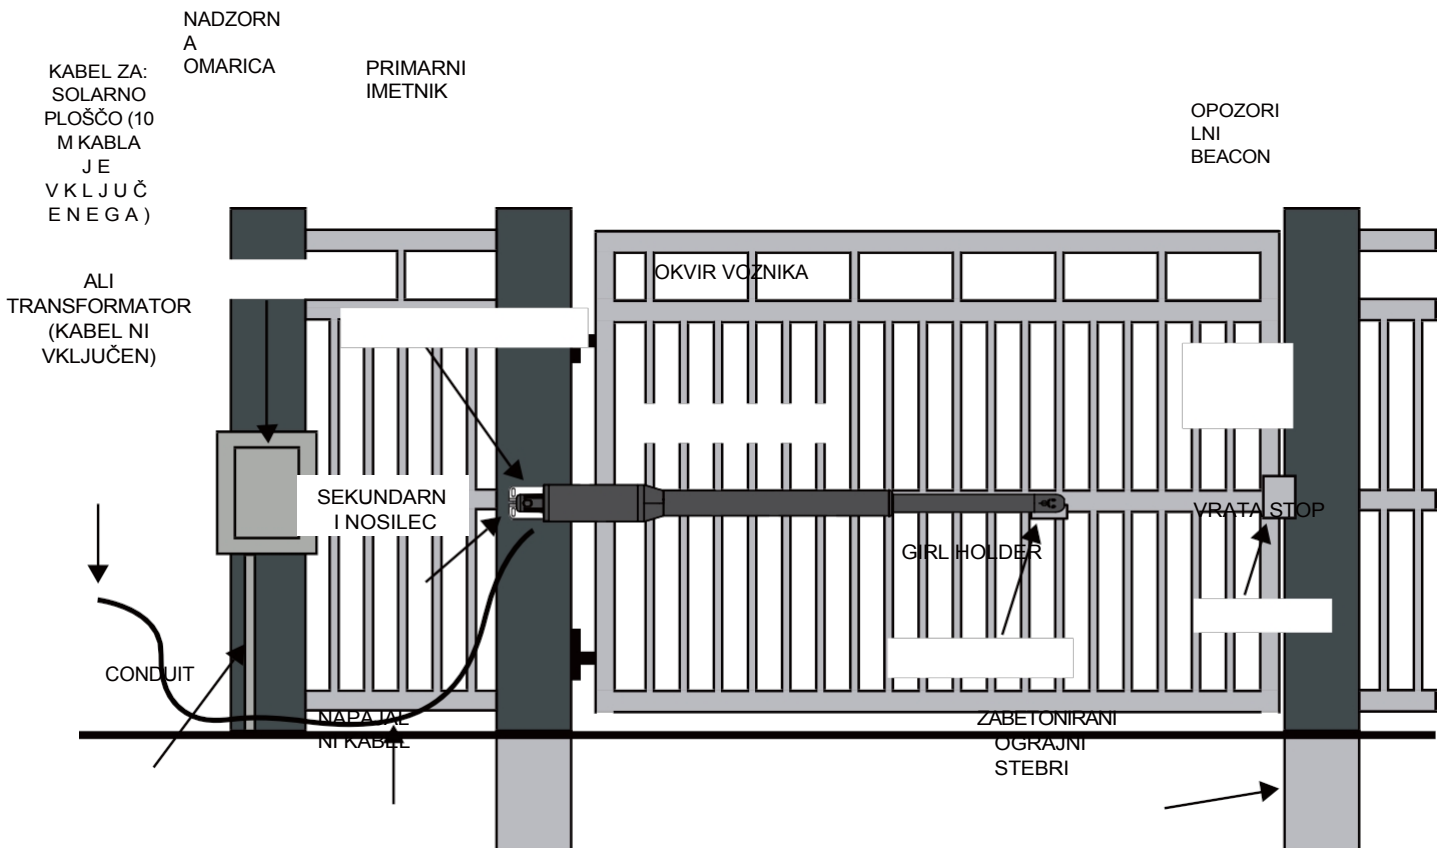 NADZORN
A
OMARICA
KABEL ZA:
SOLARNO
PLOŠČO (10
M KABLA
J E
V K L J U Č
E N E G A )
PRIMARNI
IMETNIK
OPOZORI
LNI
BEACON
ALI
TRANSFORMATOR
(KABEL NI
VKLJUČEN)
OKVIR VOZNIKA
SEKUNDARN
I NOSILEC
VRATA STOP
GIRL HOLDER
CONDUIT
NAPAJAL
NI KABEL
ZABETONIRANI
OGRAJNI
STEBRI